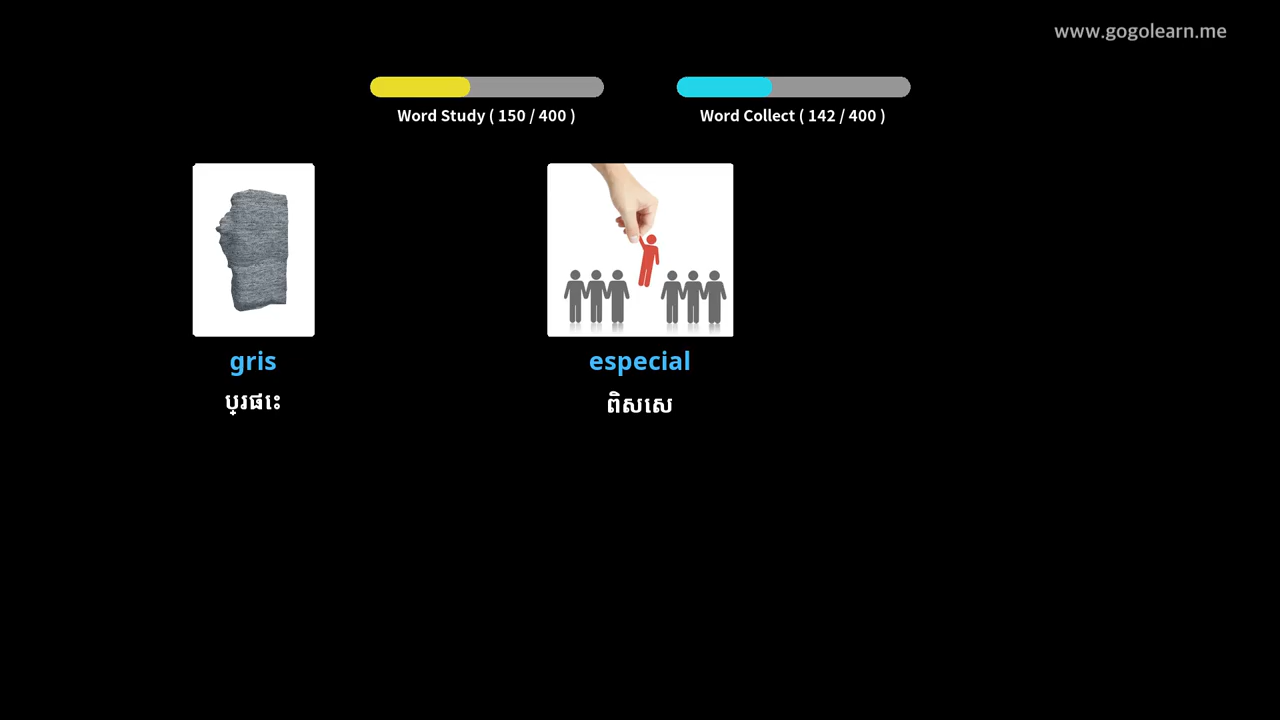 www.gogolearn.me
Word Study ( 150 / 400 )
Word Collect ( 142 / 400 )
gris
ប្រផេះ
especial
ពិសេស